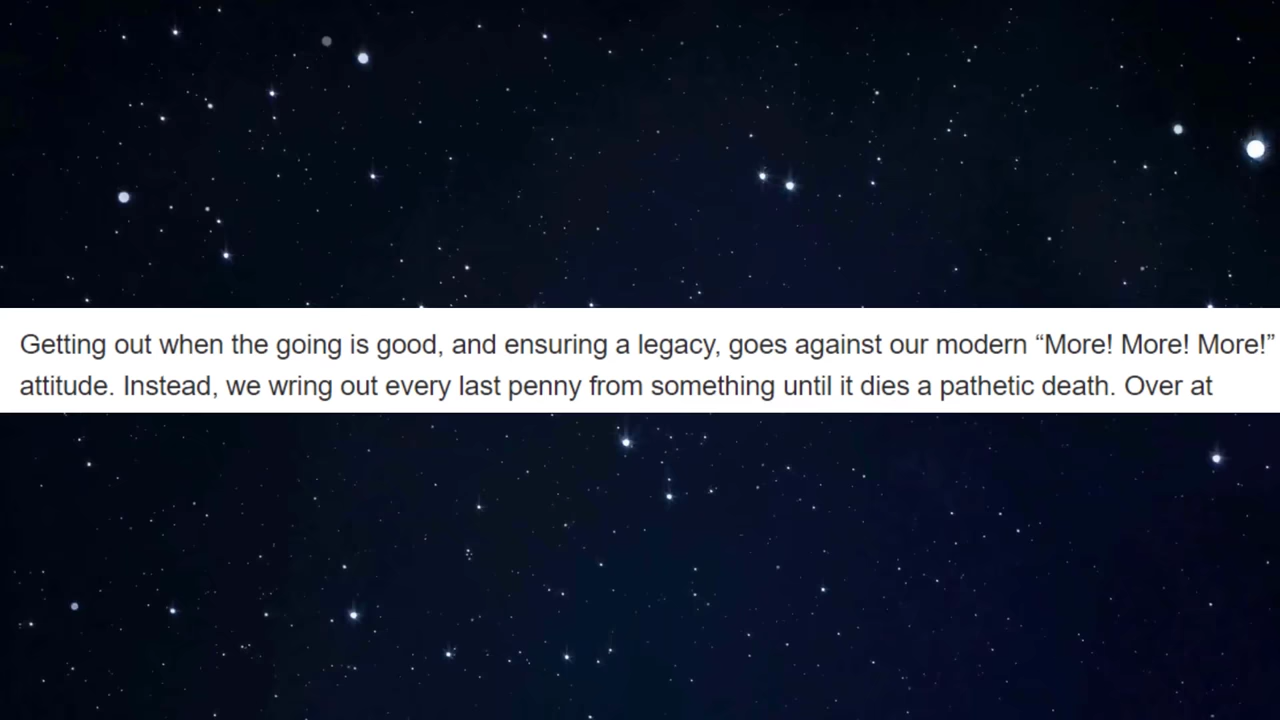 Getting out when the going is good, and ensuring a legacy, goes against our modern “More! More! More!”
attitude. Instead, we wring out every last penny from something until it dies a pathetic death. Over at